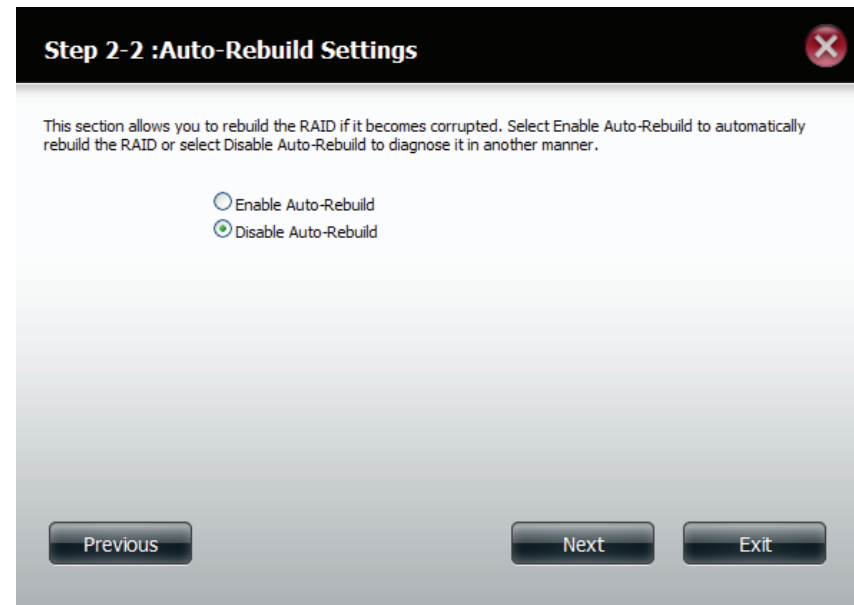 Step 2-2 :Auto-Rebuild Settings
This section allows you to rebuild the RAID if it becomes corrupted. Select Enable Auto-Rebuild to automatically
rebuild the RAID or select Disable Auto-Rebuild to diagnose it in another manner.
Enable Auto-Rebuild
Disable Auto-Rebuild
Previous
Next
Exit